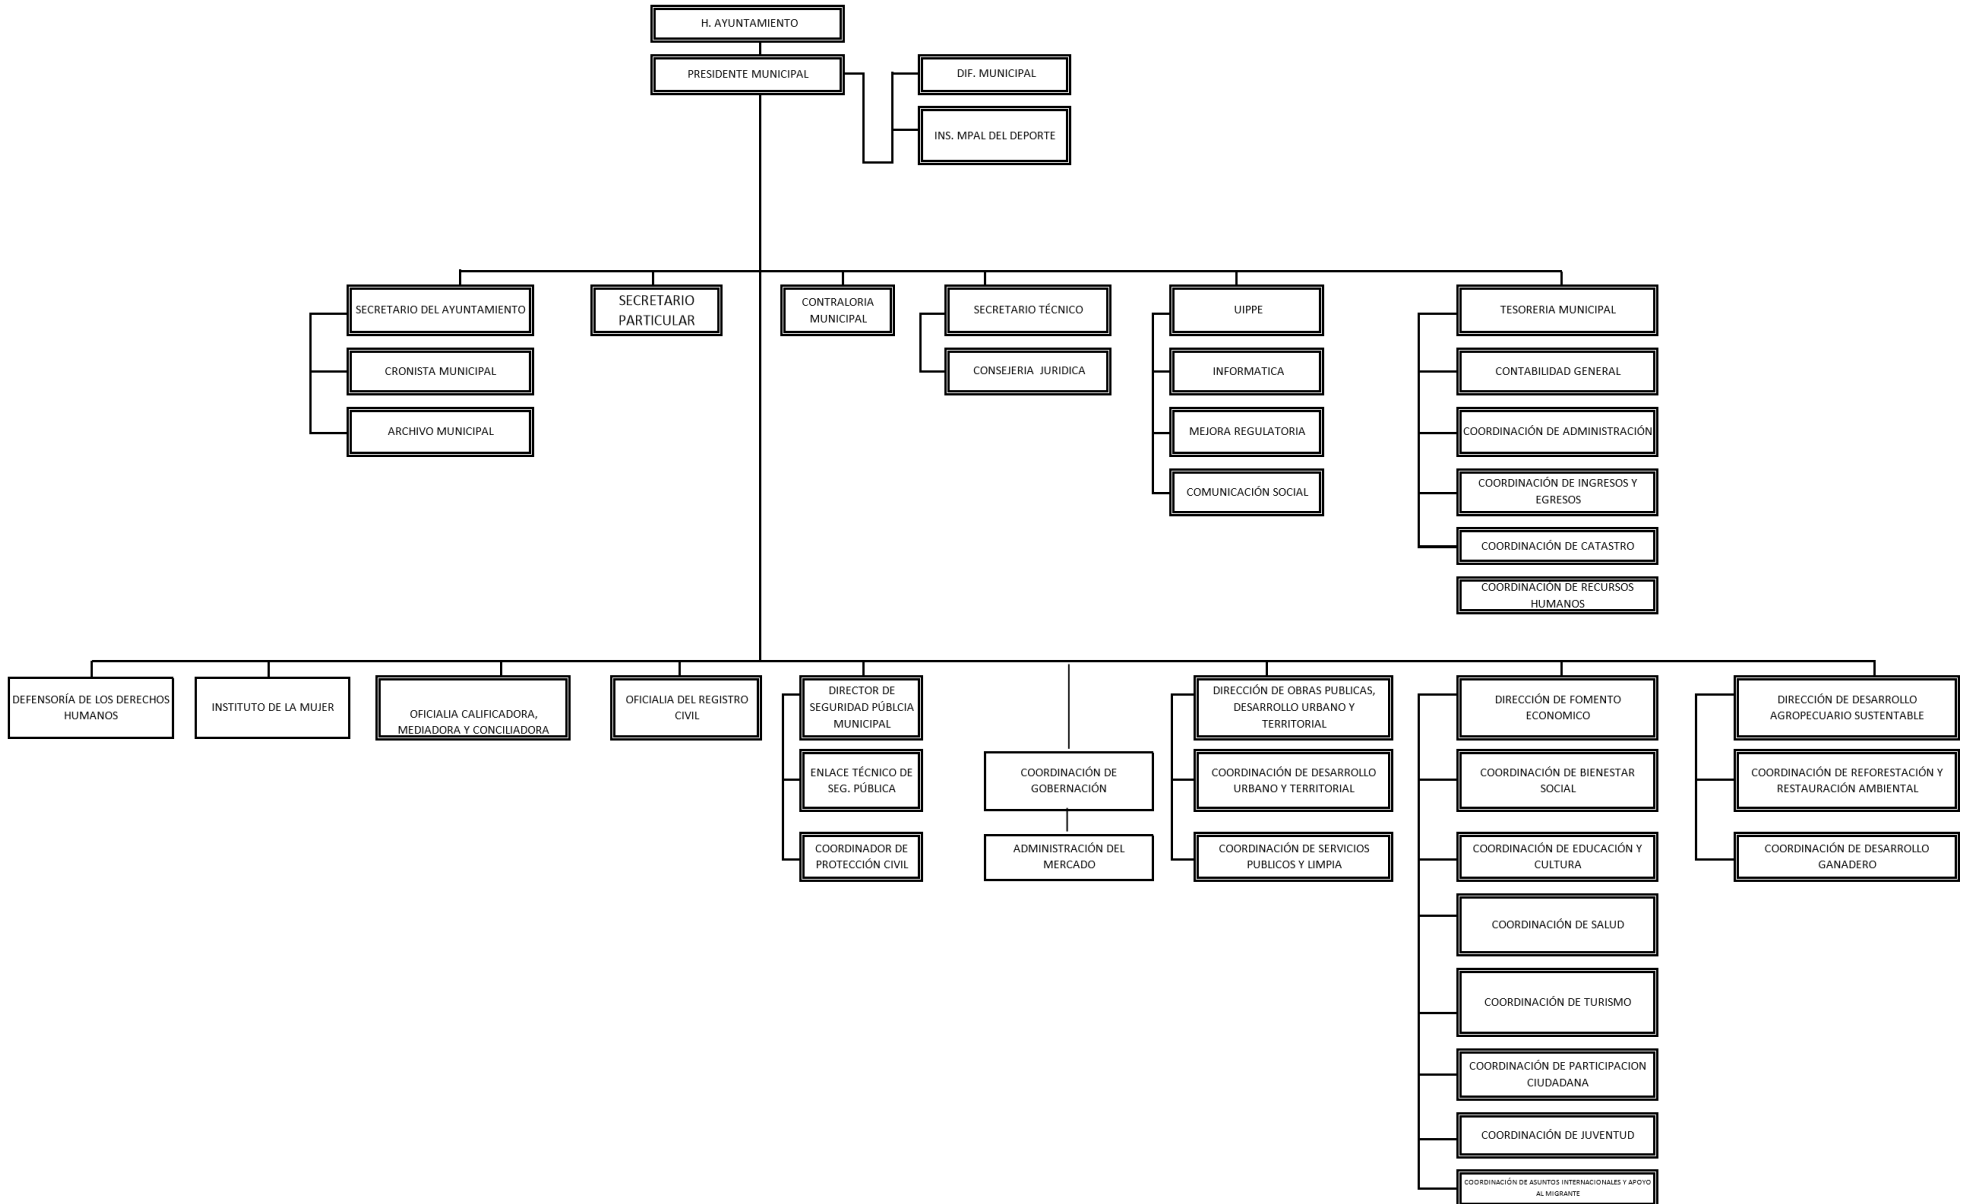 H. AYUNTAMIENTO
PRESIDENTE MUNICIPAL
DIF. MUNICIPAL
INS. MPAL DEL DEPORTE
SECRETARIO DEL AYUNTAMIENTO
CRONISTA MUNICIPAL
ARCHIVO MUNICIPAL
SECRETARIO
PARTICULAR
CONTRALORIA
MUNICIPAL
SECRETARIO TÉCNICO
CONSEJERIA JURIDICA
UIPPE
INFORMATICA
MEJORA REGULATORIA
COMUNICACIÓN SOCIAL
TESORERIA MUNICIPAL
CONTABILIDAD GENERAL
COORDINACIÓN DE ADMINISTRACIÓN
COORDINACIÓN DE INGRESOS Y
EGRESOS
COORDINACIÓN DE CATASTRO
COORDINACIÓN DE RECURSOS
HUMANOS
DEFENSORÍA DE LOS DERECHOS
HUMANOS
INSTITUTO DE LA MUJER
OFICIALIA CALIFICADORA,
MEDIADORA Y CONCILIADORA
OFICIALIA DEL REGISTRO
CIVIL
DIRECTOR DE
SEGURIDAD PÚBLCIA
MUNICIPAL
ENLACE TÉCNICO DE
SEG. PÚBLICA
COORDINADOR DE
PROTECCIÓN CIVIL
COORDINACIÓN DE
GOBERNACIÓN
ADMINISTRACIÓN DEL
MERCADO
DIRECCIÓN DE OBRAS PUBLICAS,
DESARROLLO URBANO Y
TERRITORIAL
COORDINACIÓN DE DESARROLLO
URBANO Y TERRITORIAL
COORDINACIÓN DE SERVICIOS
PUBLICOS Y LIMPIA
DIRECCIÓN DE FOMENTO
ECONOMICO
COORDINACIÓN DE BIENESTAR
SOCIAL
COORDINACIÓN DE EDUCACIÓN Y
CULTURA
COORDINACIÓN DE SALUD
COORDINACIÓN DE TURISMO
COORDINACIÓN DE PARTICIPACION
CIUDADANA
COORDINACIÓN DE JUVENTUD
COORDINACIÓN DE ASUNTOS INTERNACIONALES Y APOYO
AL MIGRANTE
DIRECCIÓN DE DESARROLLO
AGROPECUARIO SUSTENTABLE
COORDINACIÓN DE REFORESTACIÓN Y
RESTAURACIÓN AMBIENTAL
COORDINACIÓN DE DESARROLLO
GANADERO